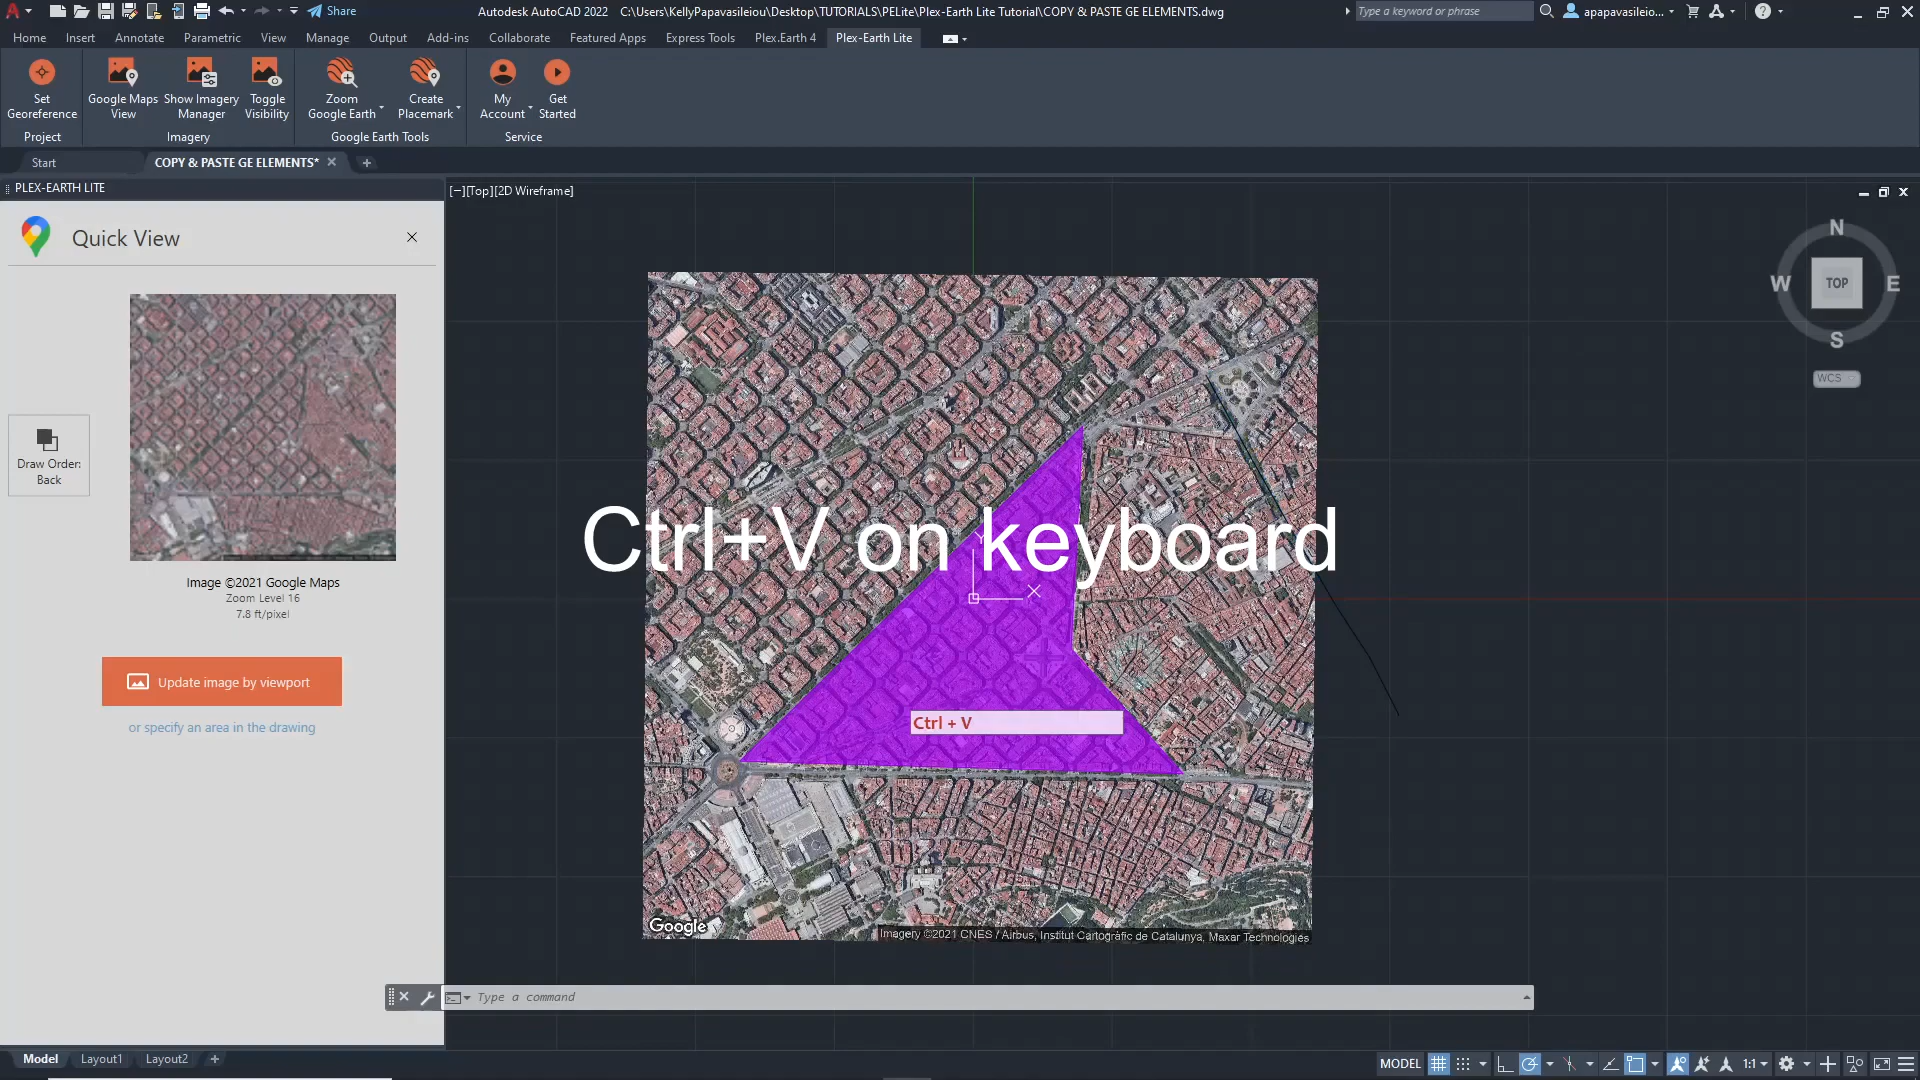 Autodesk AutoCAD 2022 C:\Users\KellyPapavasileiou\Desktop\TUTORIALS\PELite\Plex-Earth Lite Tutorial\COPY & PASTE GE ELEMENTS.dwg
Share
Type a keyword or phrase
apapavasileio...
Home Insert Annotate Parametric View Manage Output Add-ins Collaborate Featured Apps Express Tools Plex.Earth 4 Plex-Earth Lite
Set Georeference
Google Maps View
Show Imagery Manager
Toggle Visibility
Zoom Google Earth
Create Placemark
My Account
Get Started
Project Imagery Google Earth Tools Service
Start COPY & PASTE GE ELEMENTS*
PLEX-EARTH LITE
[−][Top][2D Wireframe]
Quick View
N
W TOP E
S
WCS
Draw Order:
Back
Image ©2021 Google Maps
Zoom Level 16
7.8 ft/pixel
Update image by viewport
or specify an area in the drawing
Ctrl+V on keyboard
Y
X
Ctrl + V
Google
Imagery ©2021 CNES / Airbus, Institut Cartogràfic de Catalunya, Maxar Technologies
Type a command
Model Layout1 Layout2
MODEL 1:1